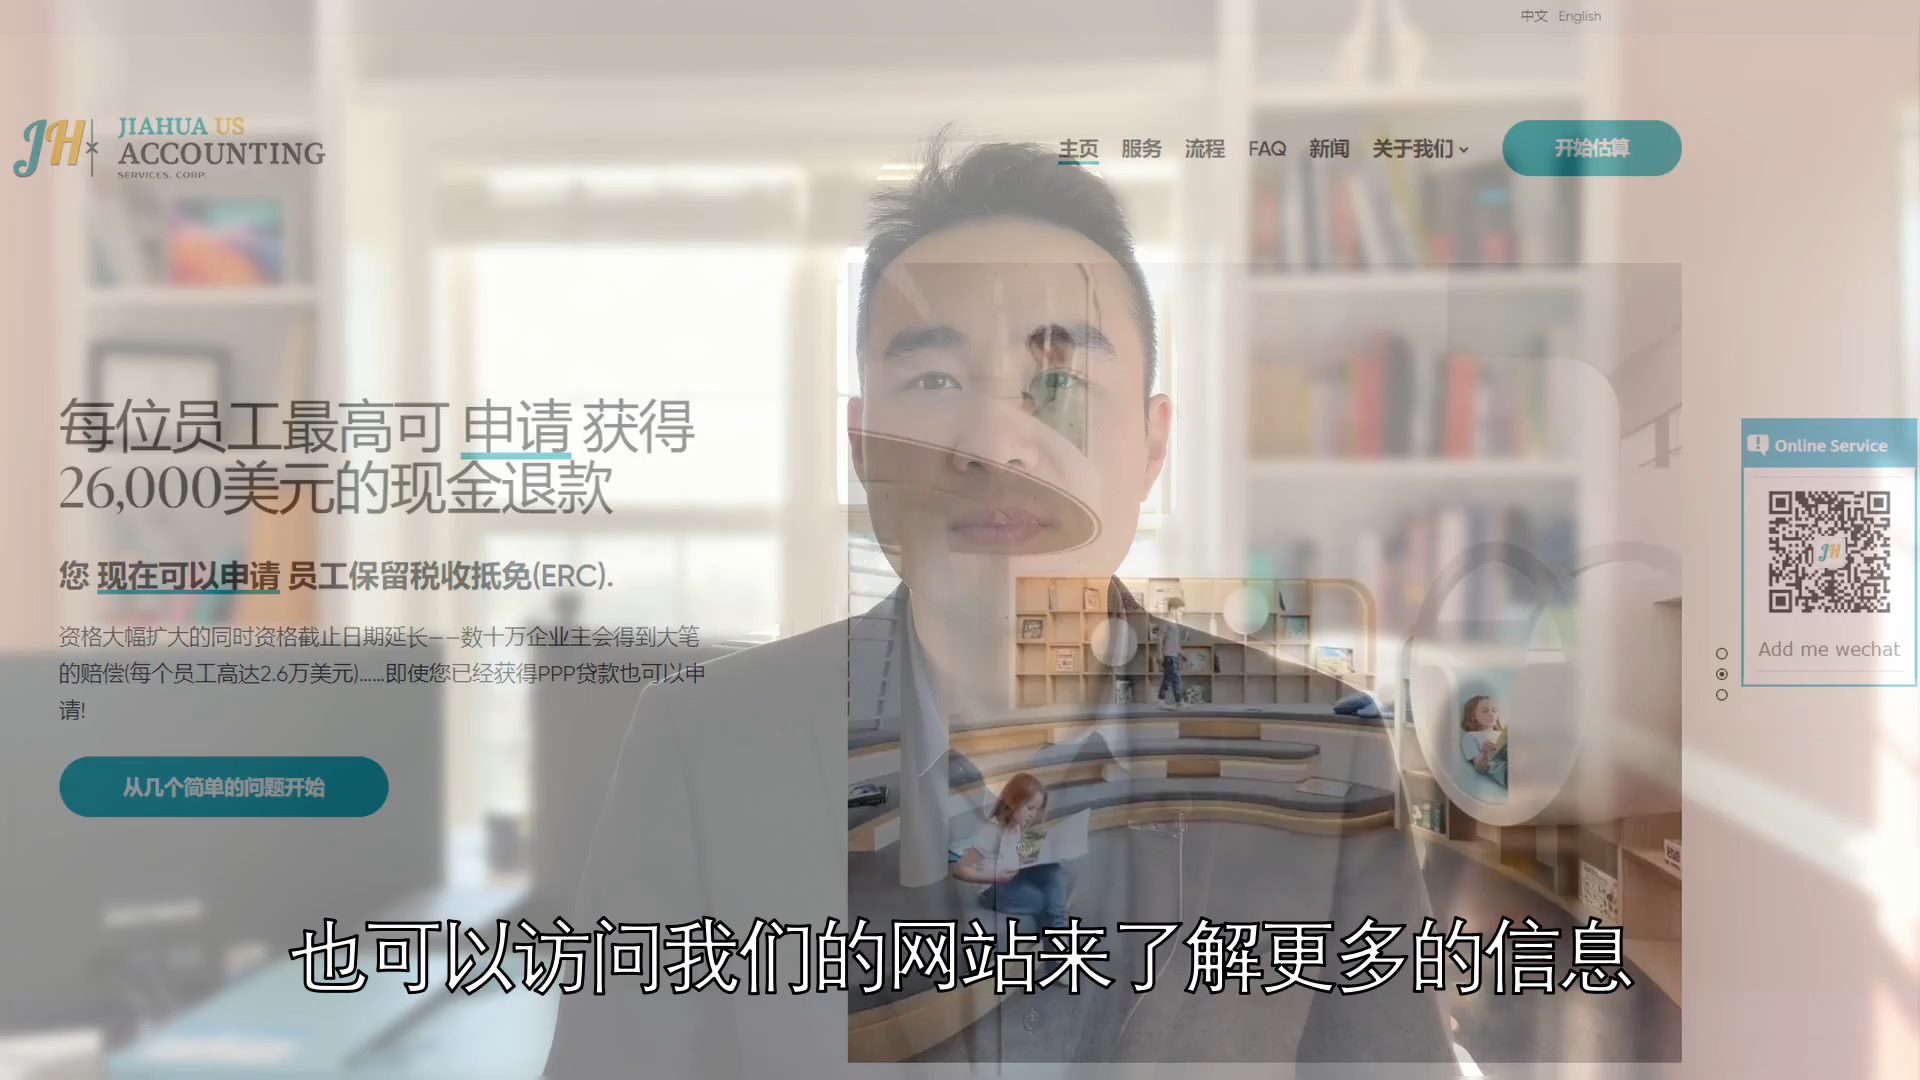 中文 English
JH
JIAHUA US
ACCOUNTING
SERVICES. CORP.
主页 服务 流程 FAQ 新闻 关于我们 开始估算
每位员工最高可 申请 获得
26,000美元的现金退款
您 现在可以申请 员工保留税收抵免(ERC).
资格大幅扩大的同时资格截止日期延长——数十万企业主会得到大笔
的赔偿(每个员工高达2.6万美元)......即使您已经获得PPP贷款也可以申
请!
从几个简单的问题开始
Online Service
JH
Add me wechat
也可以访问我们的网站来了解更多的信息